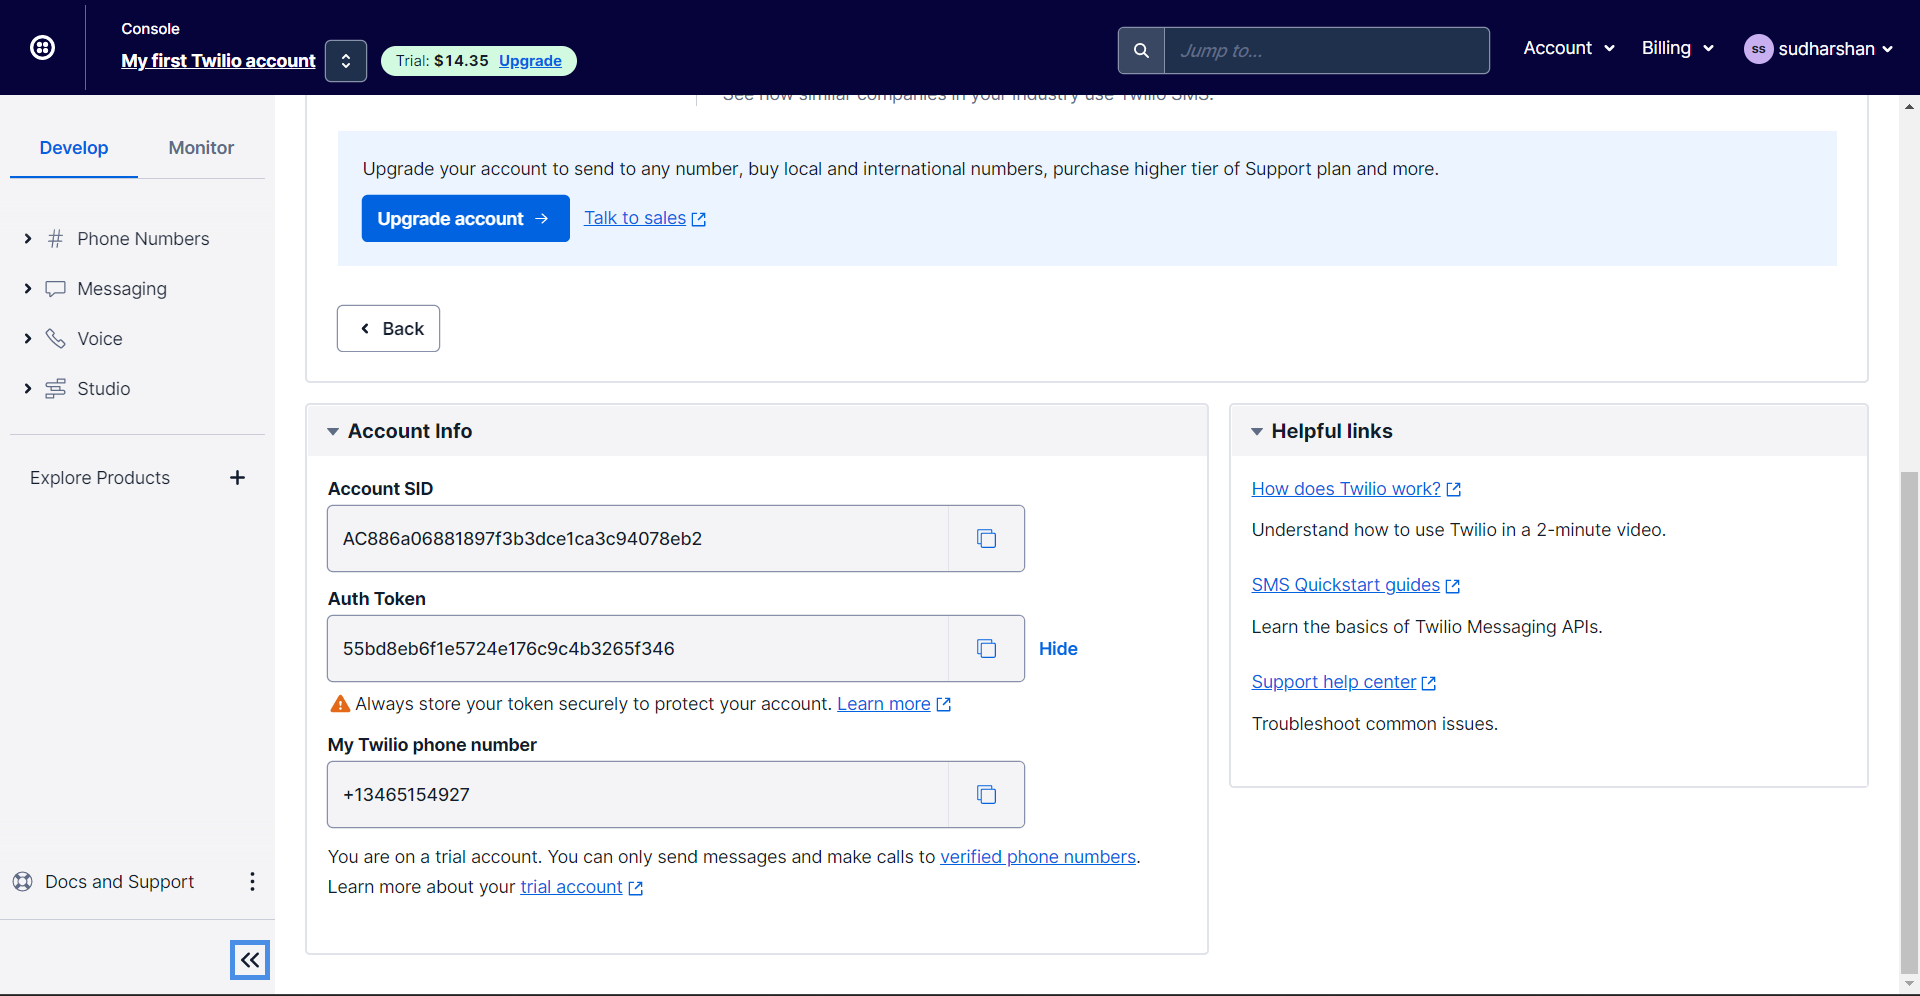 Console
My first Twilio account
Trial: $14.35 Upgrade
Jump to...
Account
Billing
ss
sudharshan
Develop
Monitor
Phone Numbers
Messaging
Voice
Studio
Explore Products
Docs and Support
See how similar companies in your industry use Twilio SMS.
Upgrade your account to send to any number, buy local and international numbers, purchase higher tier of Support plan and more.
Upgrade account
Talk to sales
Back
Account Info
Account SID
AC886a06881897f3b3dce1ca3c94078eb2
Auth Token
55bd8eb6f1e5724e176c9c4b3265f346
Hide
Always store your token securely to protect your account. Learn more
My Twilio phone number
+13465154927
You are on a trial account. You can only send messages and make calls to verified phone numbers.
Learn more about your trial account
Helpful links
How does Twilio work?
Understand how to use Twilio in a 2-minute video.
SMS Quickstart guides
Learn the basics of Twilio Messaging APIs.
Support help center
Troubleshoot common issues.